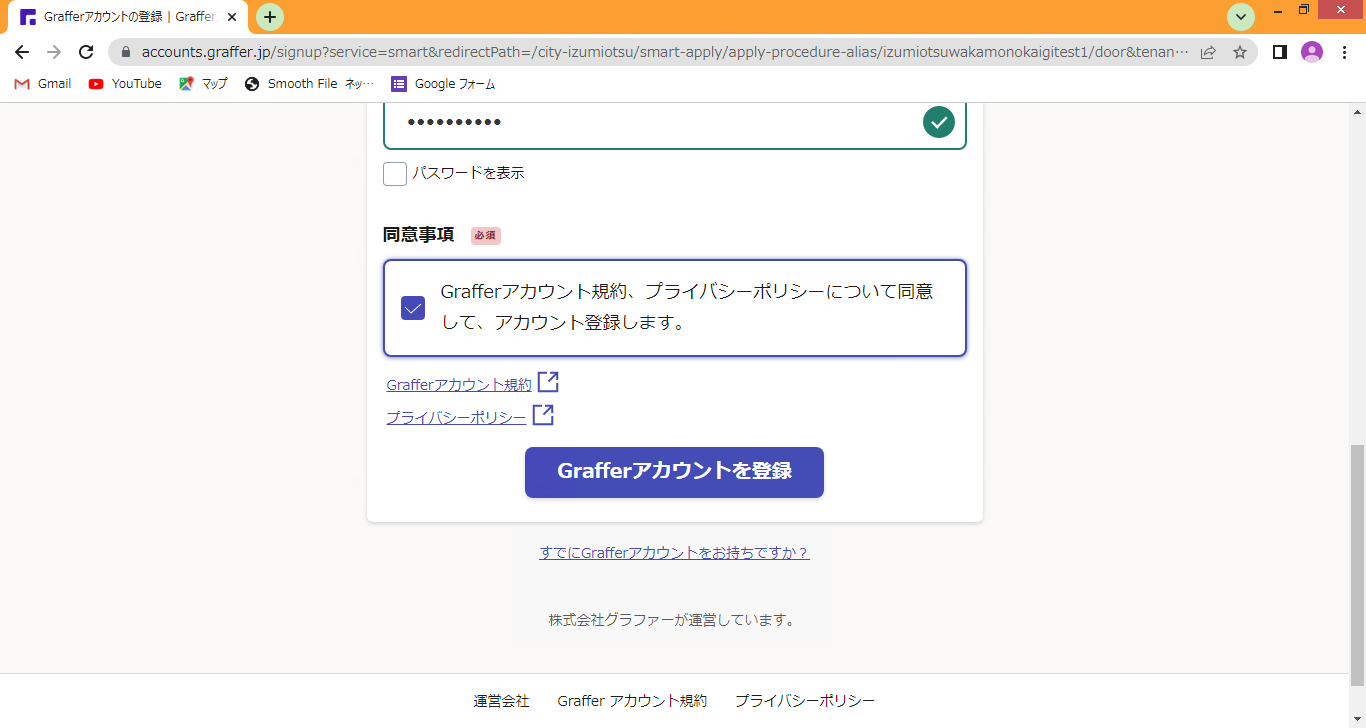 Grafferアカウントの登録 | Graffer
accounts.graffer.jp/signup?service=smart&redirectPath=/city-izumiotsu/smart-apply/apply-procedure-alias/izumiotsuwakamonokaigitest1/door&tenan…
Gmail YouTube マップ Smooth File ネッ… Google フォーム
••••••••••
パスワードを表示
同意事項 必須
Grafferアカウント規約、プライバシーポリシーについて同意
して、アカウント登録します。
Grafferアカウント規約
プライバシーポリシー
Grafferアカウントを登録
すでにGrafferアカウントをお持ちですか？
株式会社グラファーが運営しています。
運営会社 Graffer アカウント規約 プライバシーポリシー